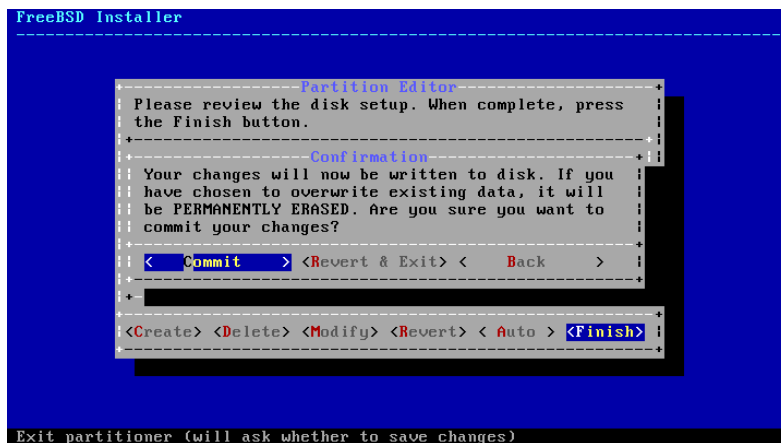 FreeBSD Installer
Partition Editor
Please review the disk setup. When complete, press
the Finish button.
Confirmation
Your changes will now be written to disk. If you
have chosen to overwrite existing data, it will
be PERMANENTLY ERASED. Are you sure you want to
commit your changes?
< Commit > <Revert & Exit> < Back >
<Create> <Delete> <Modify> <Revert> < Auto > <Finish>
Exit partitioner (will ask whether to save changes)